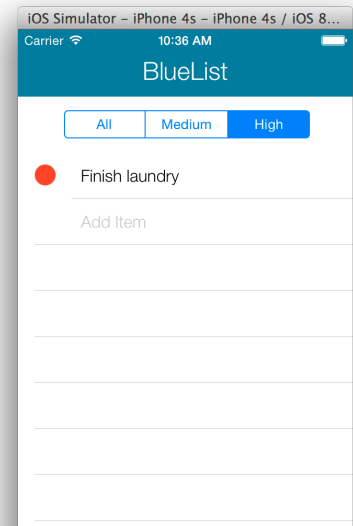 iOS Simulator – iPhone 4s – iPhone 4s / iOS 8...
Carrier 10:36 AM
BlueList
All Medium High
Finish laundry
Add Item